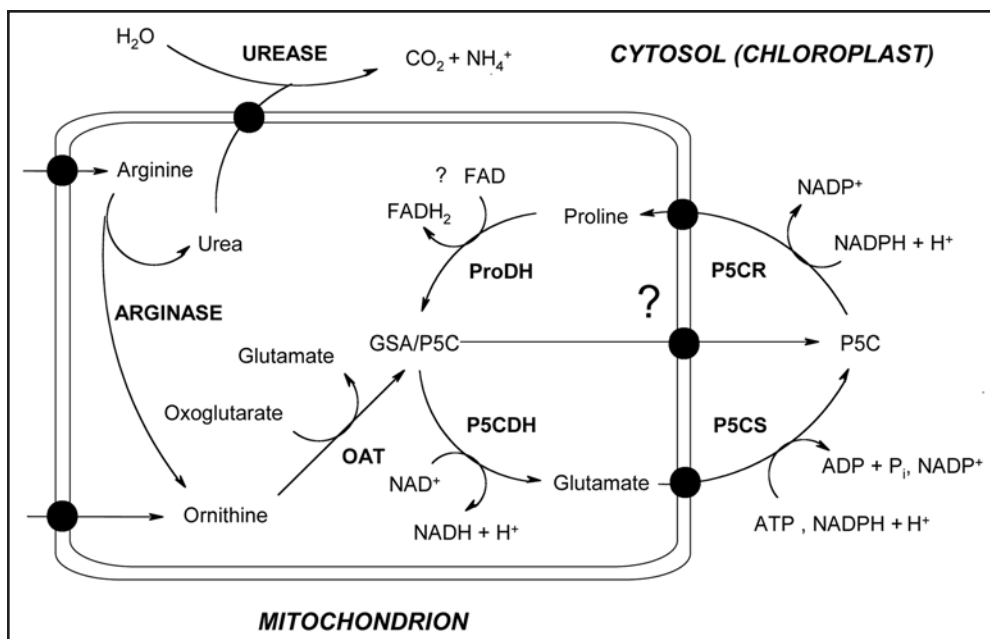 H₂O
UREASE
CO₂ + NH₄⁺
CYTOSOL (CHLOROPLAST)
Arginine
? FAD
NADP⁺
FADH₂
Proline
Urea
NADPH + H⁺
ProDH
P5CR
ARGINASE
?
GSA/P5C
P5C
Glutamate
Oxoglutarate
P5CDH
P5CS
OAT
ADP + Pᵢ, NADP⁺
NAD⁺
Glutamate
Ornithine
NADH + H⁺
ATP , NADPH + H⁺
MITOCHONDRION